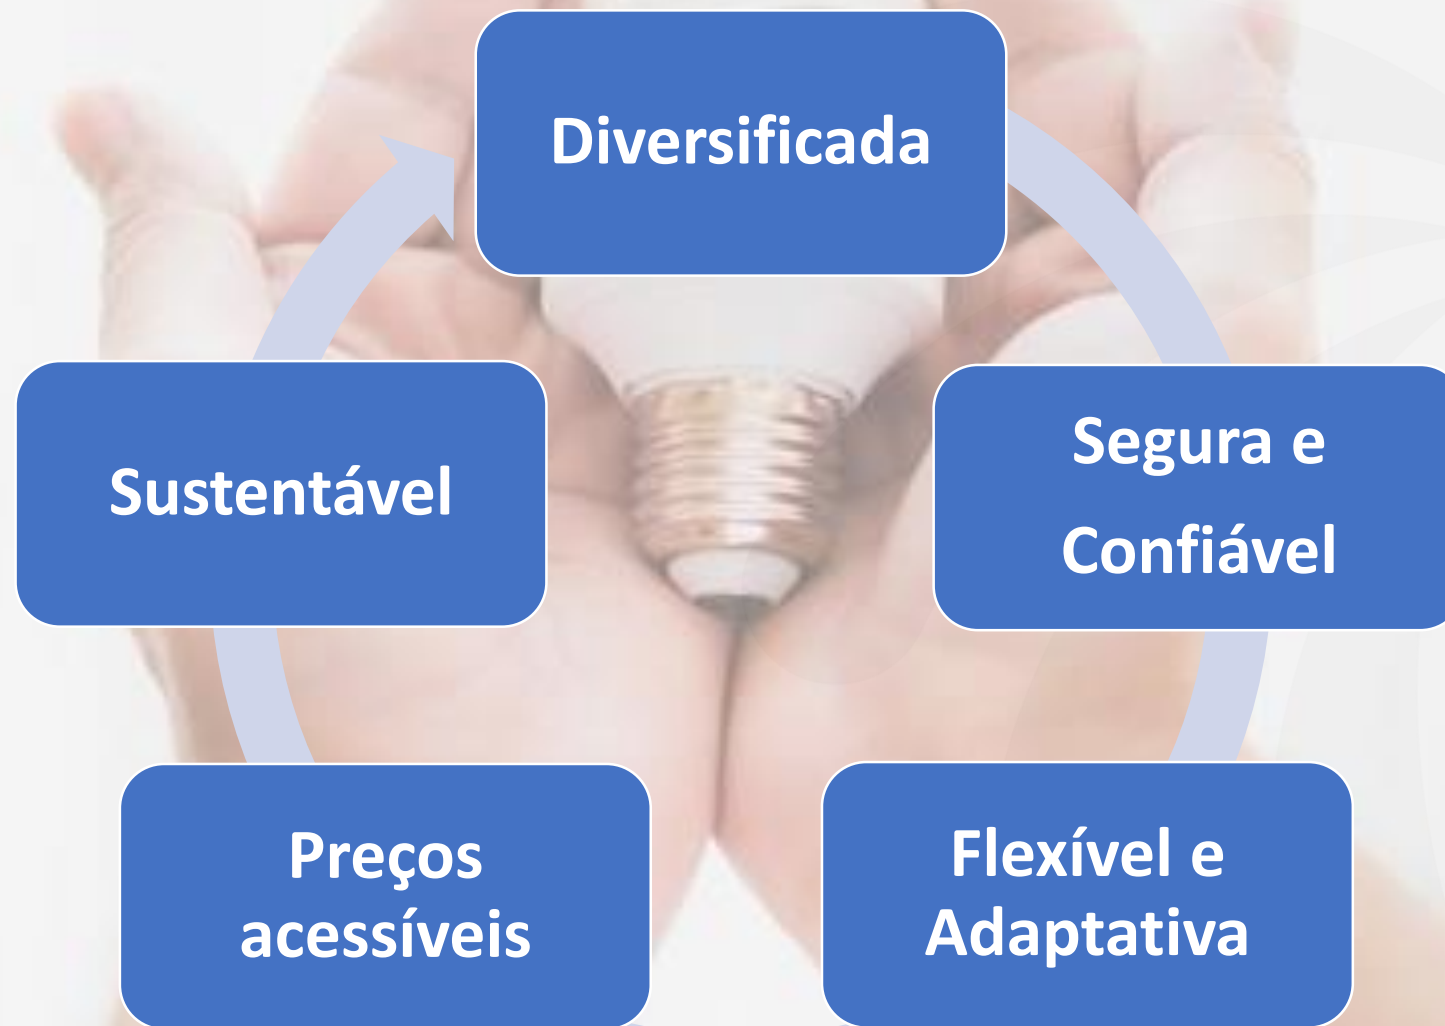 Diversificada
Segura e
Confiável
Flexível e
Adaptativa
Preços
acessíveis
Sustentável